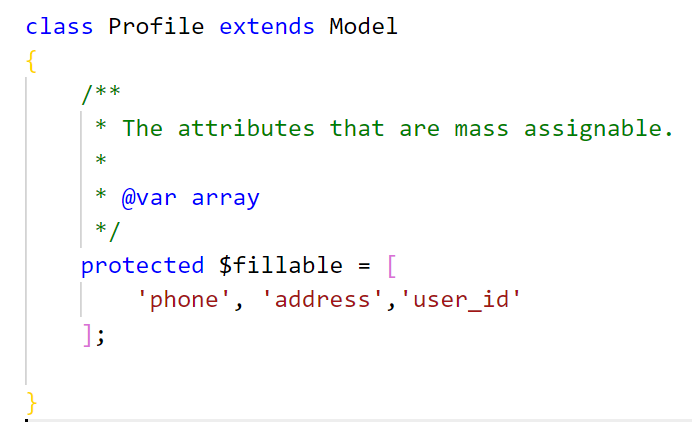 class Profile extends Model
{
    /**
     * The attributes that are mass assignable.
     *
     * @var array
     */
    protected $fillable = [
        'phone', 'address','user_id'
    ];
}